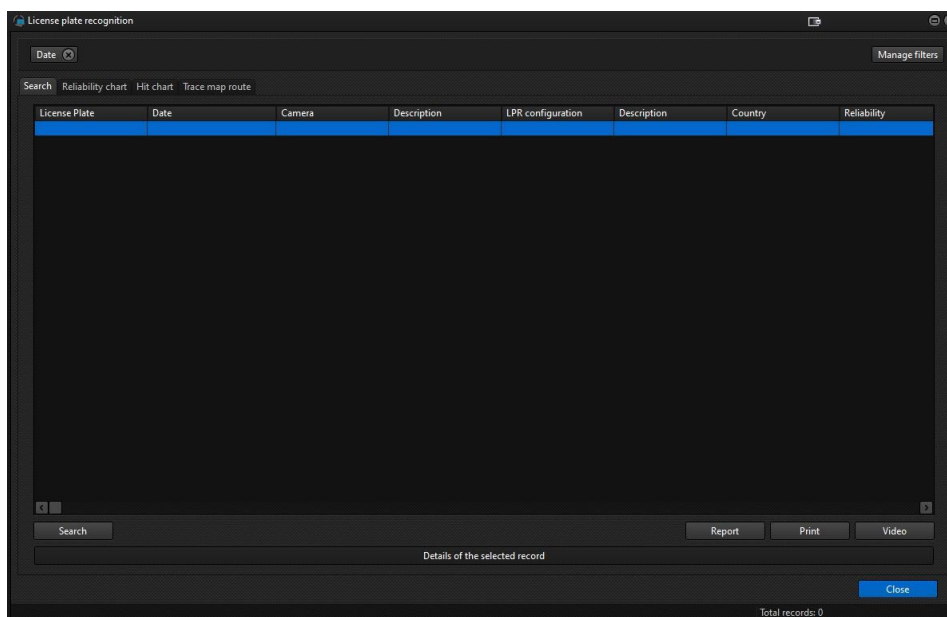 License plate recognition
Date
Manage filters
Search Reliability chart Hit chart Trace map route
License Plate Date Camera Description LPR configuration Description Country Reliability
Search Report Print Video
Details of the selected record
Close
Total records: 0